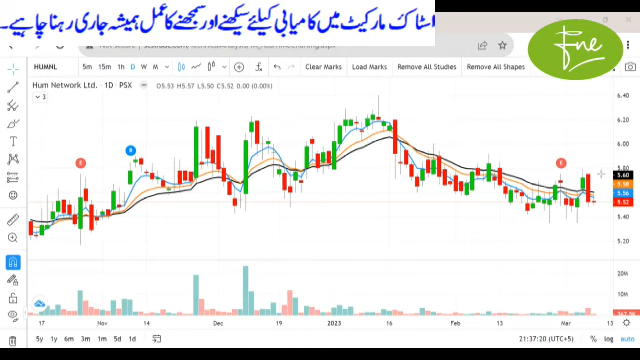 اسٹاک مارکیٹ میں کامیابی کیلئے سیکھنے اور سمجھنے کا عمل ہمیشہ جاری رہنا چاہیے۔
Fne
HUMNL 5m 15m 1h D W M Clear Marks Load Marks Remove All Studies Remove All Shapes
Hum Network Ltd. 1D PSX O5.53 H5.57 L5.50 C5.52 0.00 (0.00%)
3
6.40
6.20
6.00
5.80
5.60
5.58
5.56
5.52
5.40
5.20
E
B
E
17 Nov 14 Dec 19 2023 16 Feb 13 Mar 13
5y 1y 6m 3m 1m 5d 1d 21:37:20 (UTC+5) % log auto